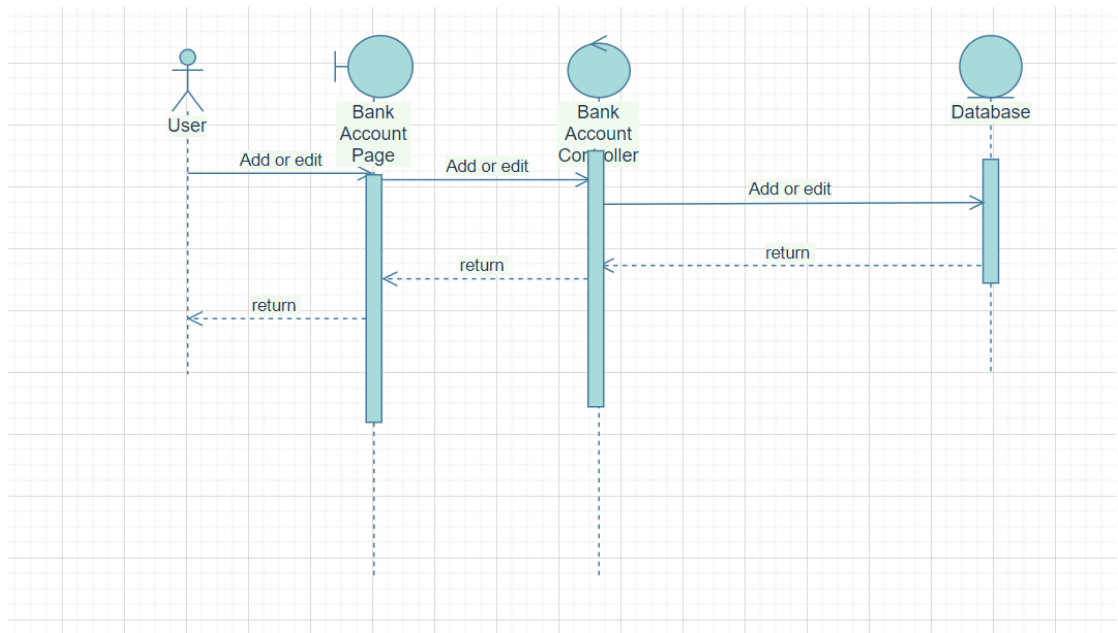 User
Bank
Account
Page
Bank
Account
Controller
Database
Add or edit
Add or edit
Add or edit
return
return
return